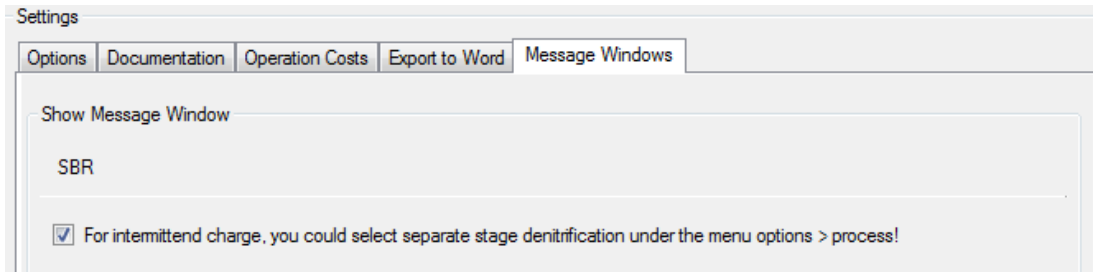 Settings
Options Documentation Operation Costs Export to Word Message Windows
Show Message Window
SBR
For intermittend charge, you could select separate stage denitrification under the menu options > process!